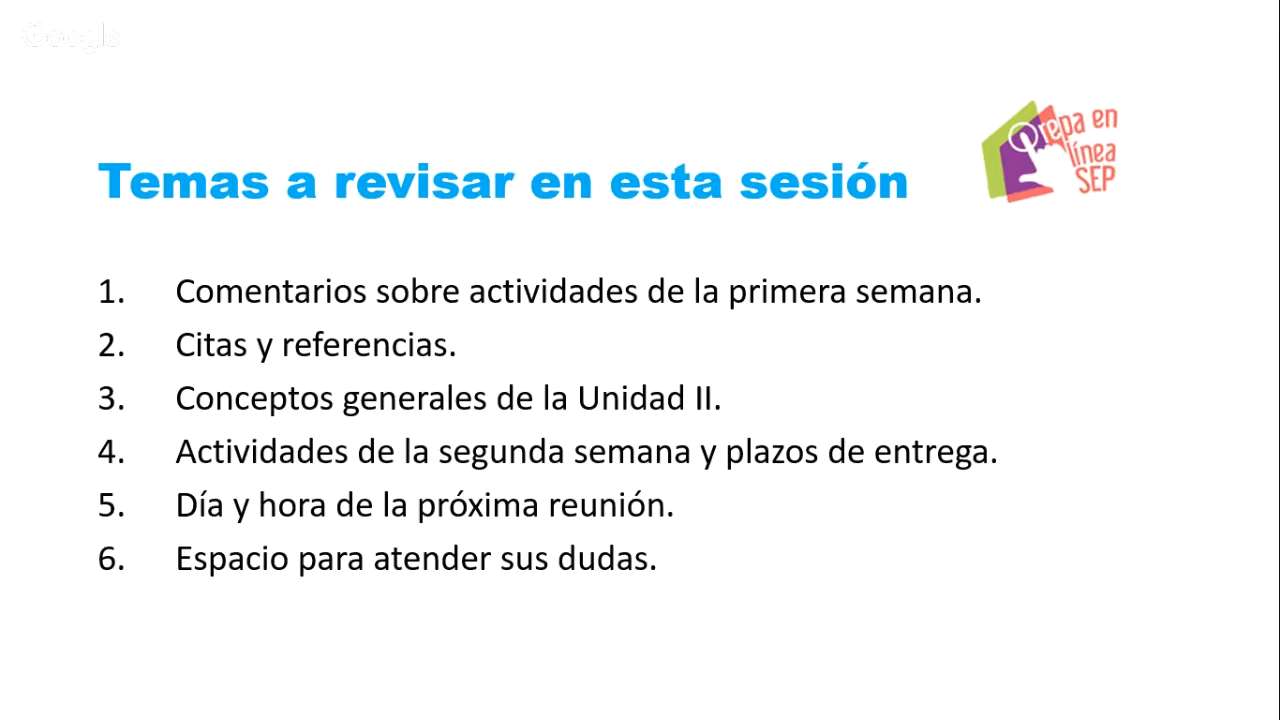 Google
Temas a revisar en esta sesión
Prepa en
línea
SEP
1. Comentarios sobre actividades de la primera semana.
2. Citas y referencias.
3. Conceptos generales de la Unidad II.
4. Actividades de la segunda semana y plazos de entrega.
5. Día y hora de la próxima reunión.
6. Espacio para atender sus dudas.